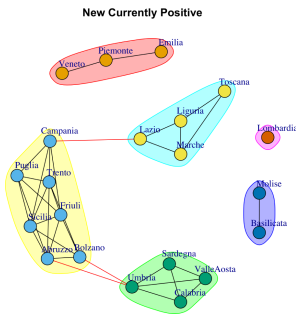 New Currently Positive
Emilia
Piemonte
Veneto
Toscana
Liguria
Lazio
Marche
Lombardia
Campania
Puglia
Trento
Sicilia
Friuli
Abruzzo
Bolzano
Molise
Basilicata
Sardegna
Umbria
ValleAosta
Calabria